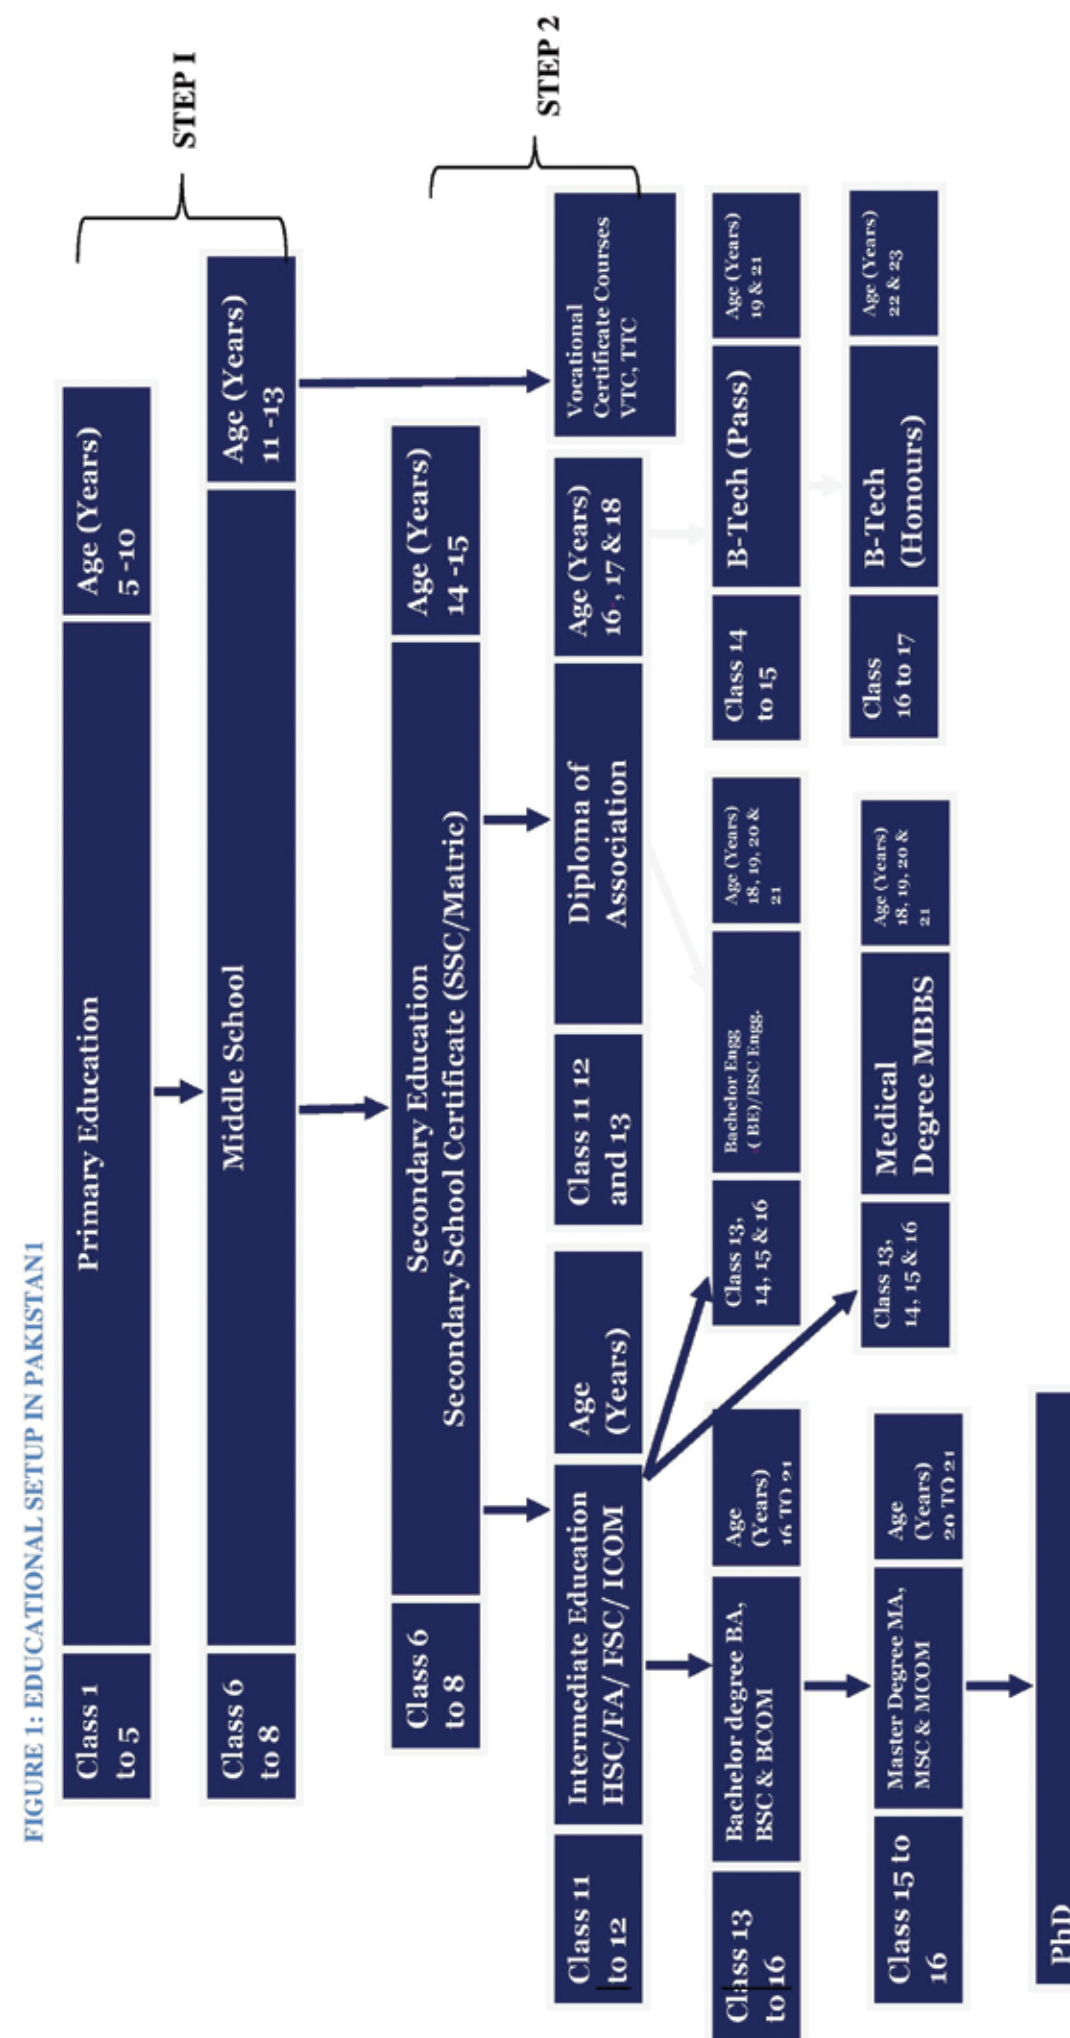 FIGURE 1: EDUCATIONAL SETUP IN PAKISTAN1
Class 1
to 5
Primary Education
Age (Years)
5 -10
STEP I
Class 6
to 8
Middle School
Age (Years)
11 -13
Class 6
to 8
Secondary Education
Secondary School Certificate (SSC/Matric)
Age (Years)
14 -15
STEP 2
Class 11
to 12
Intermediate Education
HSC/FA/ FSC/ ICOM
Age
(Years)
Class 11 12
and 13
Diploma of
Association
Age (Years)
16-, 17 & 18
Vocational
Certificate Courses
VTC, TTC
Class 13
to 16
Bachelor degree BA,
BSC & BCOM
Age
(Years)
16 TO 21
Class 13,
14, 15 & 16
Bachelor Engg
-( BE)/BSC Engg.
Age (Years)
18, 19, 20 &
21
Class 14
to 15
B-Tech (Pass)
Age (Years)
19 & 21
Class 15 to
16
Master Degree MA,
MSC & MCOM
Age
(Years)
20 TO 21
Class 13,
14, 15 & 16
Medical
Degree MBBS
Age (Years)
18, 19, 20 &
21
Class
16 to 17
B-Tech
(Honours)
Age (Years)
22 & 23
PhD